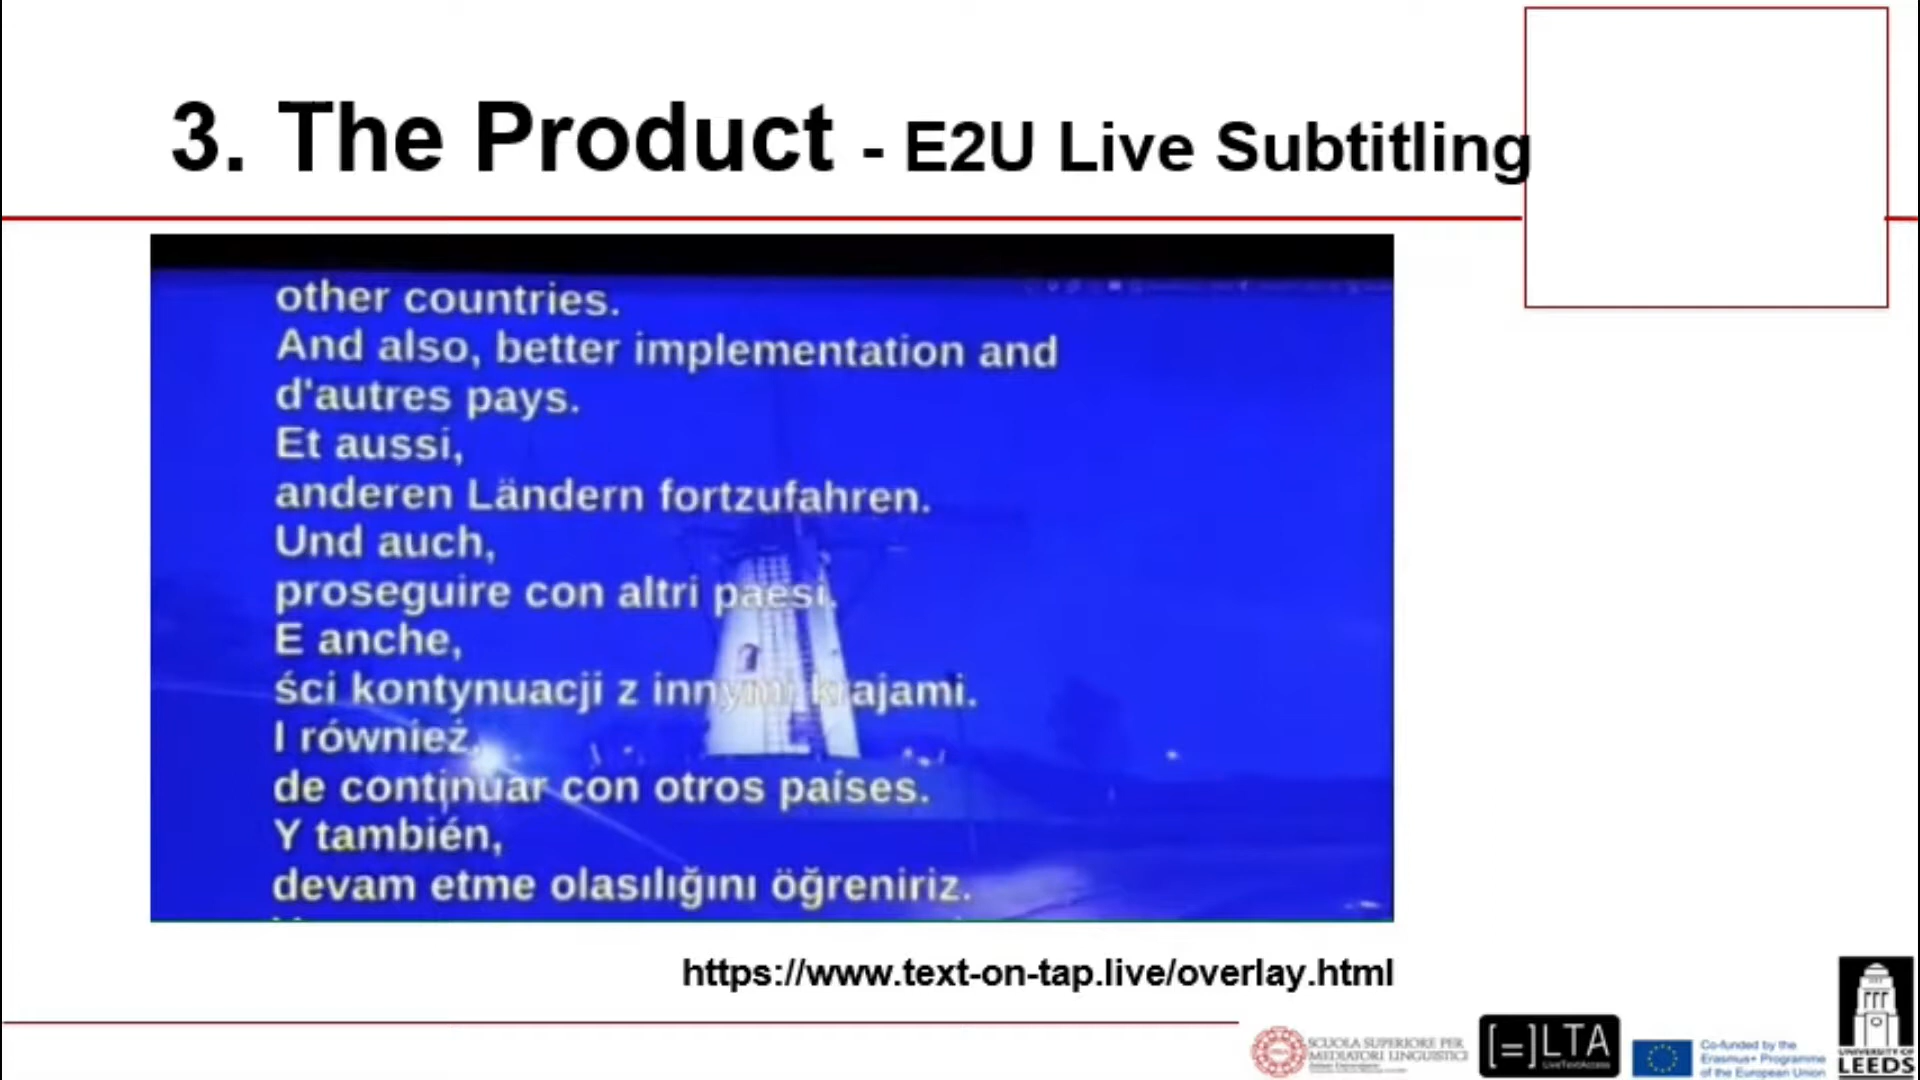 3. The Product - E2U Live Subtitling
other countries.
And also, better implementation and
d'autres pays.
Et aussi,
anderen Ländern fortzufahren.
Und auch,
proseguire con altri paesi.
E anche,
ści kontynuacji z innymi krajami.
I również,
de continuar con otros países.
Y también,
devam etme olasılığını öğreniriz.
https://www.text-on-tap.live/overlay.html
SCUOLA SUPERIORE PER
MEDIATORI LINGUISTICI
[=]LTA
LiveTextAccess
Co-funded by the
Erasmus+ Programme
of the European Union
UNIVERSITY OF
LEEDS